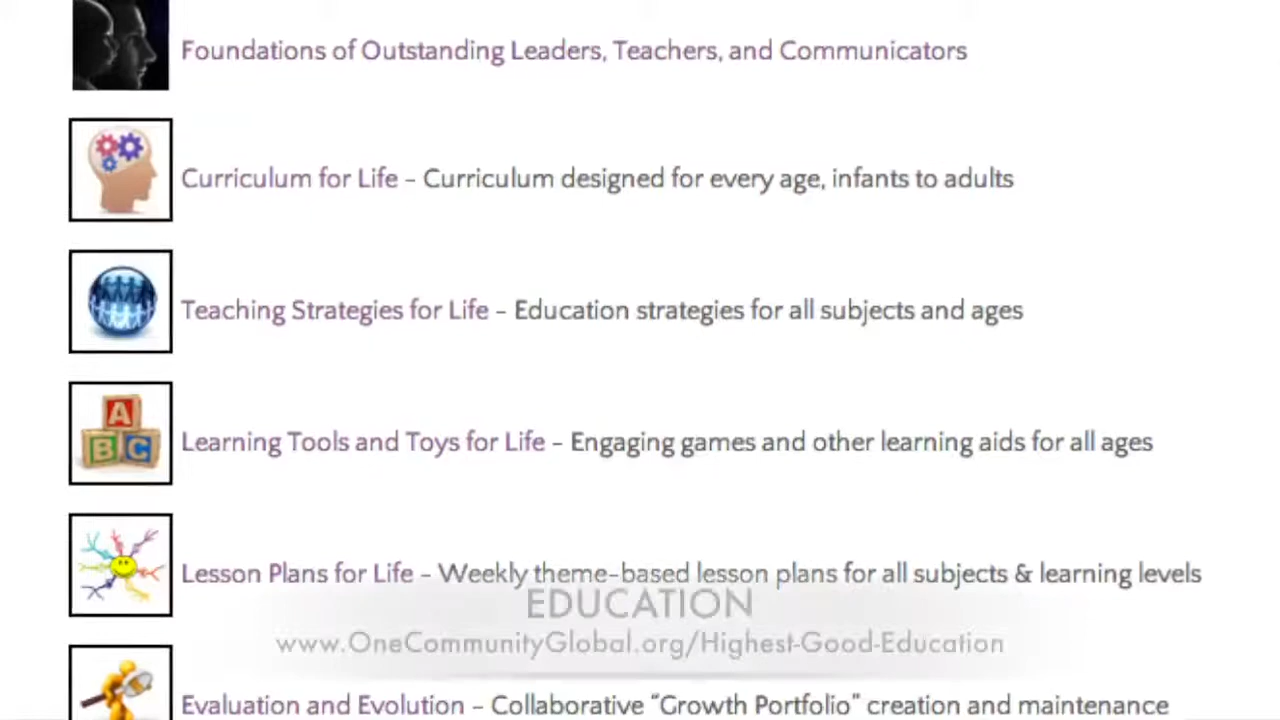 Foundations of Outstanding Leaders, Teachers, and Communicators
Curriculum for Life – Curriculum designed for every age, infants to adults
Teaching Strategies for Life – Education strategies for all subjects and ages
A
B C
Learning Tools and Toys for Life – Engaging games and other learning aids for all ages
Lesson Plans for Life – Weekly theme-based lesson plans for all subjects & learning levels
EDUCATION
www.OneCommunityGlobal.org/Highest-Good-Education
Evaluation and Evolution – Collaborative “Growth Portfolio” creation and maintenance